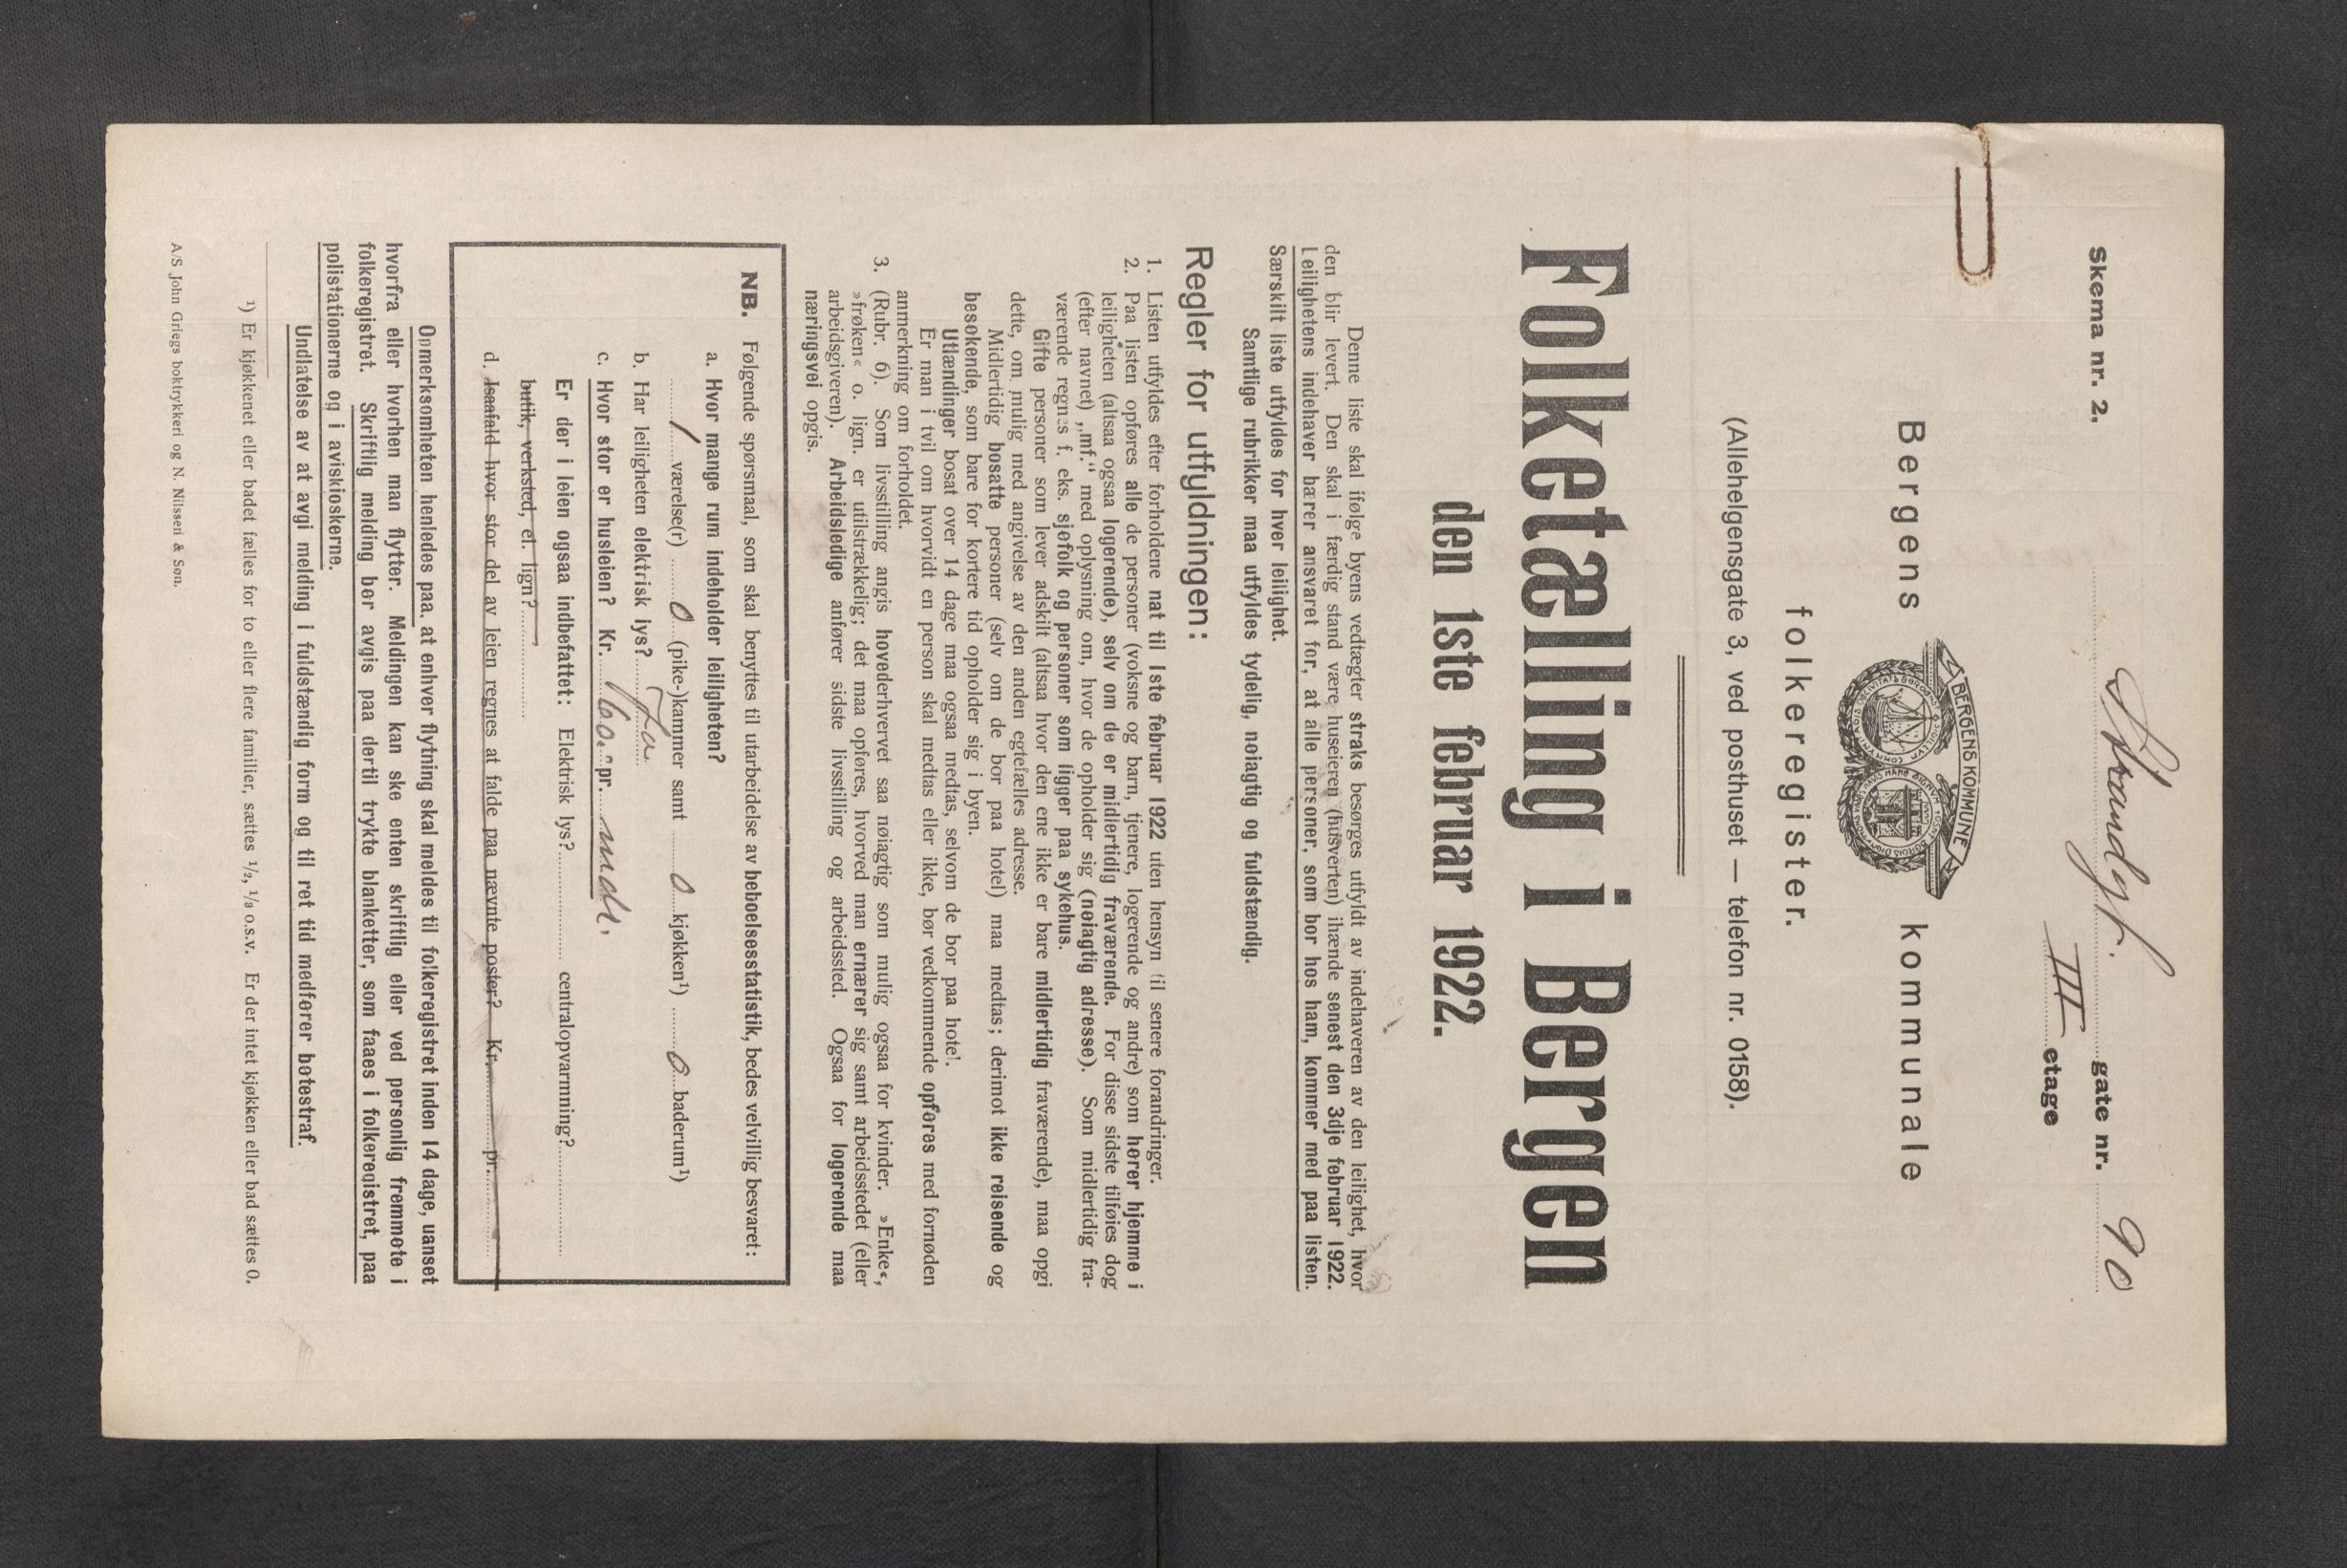 Skema nr. 2.
Strandgt. gate nr. 90
III etage
BERGENS KOMMUNE
Bergens kommunale
folkeregister.
(Allehelgensgate 3, ved posthuset — telefon nr. 0158).
Folketælling i Bergen
den 1ste februar 1922.
Denne liste skal ifølge byens vedtægter straks besørges utfyldt av indehaveren av den leilighet, hvor
den blir levert. Den skal i færdig stand være huseieren (husverten) ihænde senest den 3dje februar 1922.
Leilighetens indehaver bærer ansvaret for, at alle personer, som bor hos ham, kommer med paa listen.
Særskilt liste utfyldes for hver leilighet.
Samtlige rubrikker maa utfyldes tydelig, nøiagtig og fuldstændig.
Regler for utfyldningen:
1. Listen utfyldes efter forholdene nat til 1ste februar 1922 uten hensyn til senere forandringer.
2. Paa listen opføres alle de personer (voksne og barn, tjenere, logerende og andre) som hører hjemme i
leiligheten (altsaa ogsaa logerende), selv om de er midlertidig fraværende. For disse sidste tilføies dog
(efter navnet) „mf." med oplysning om, hvor de opholder sig (nøiagtig adresse). Som midlertidig fra-
værende regnes f. eks. sjøfolk og personer som ligger paa sykehus.
Gifte personer som lever adskilt (altsaa hvor den ene ikke er bare midlertidig fraværende), maa opgi
dette, om mulig med angivelse av den anden egtefælles adresse.
Midlertidig bosatte personer (selv om de bor paa hotel) maa medtas; derimot ikke reisende og
besøkende, som bare for kortere tid opholder sig i byen.
Utlændinger bosat over 14 dage maa ogsaa medtas, selvom de bor paa hotel.
Er man i tvil om hvorvidt en person skal medtas eller ikke, bør vedkommende opføres med fornøden
anmerkning om forholdet.
3. (Rubr. 6). Som livsstilling angis hovederhvervet saa nøiagtig som mulig ogsaa for kvinder. »Enke«,
»frøken« o. lign. er utilstrækkelig; det maa opføres, hvorved man ernærer sig samt arbeidsstedet (eller
arbeidsgiveren). Arbeidsledige anfører sidste livsstilling og arbeidssted. Ogsaa for logerende maa
næringsvei opgis.
NB. Følgende spørsmaal, som skal benyttes til utarbeidelse av beboelsesstatistik, bedes velvillig besvaret:
a. Hvor mange rum indeholder leiligheten?
1 værelse(r) 0 (pike-)kammer samt 0 kjøkken¹) 0 baderum¹)
b. Har leiligheten elektrisk lys? Ja
c. Hvor stor er husleien? Kr. 160.- pr. mndt.
Er der i leien ogsaa indbefattet: Elektrisk lys? centralopvarmning?
butik, verksted, el. lign?
d. Isaafald hvor stor del av leien regnes at falde paa nævnte poster? Kr. pr.
Opmerksomheten henledes paa, at enhver flytning skal meldes til folkeregistret inden 14 dage, uanset
hvorfra eller hvorhen man flytter. Meldingen kan ske enten skriftlig eller ved personlig fremmøte i
folkeregistret. Skriftlig melding bør avgis paa dertil trykte blanketter, som faaes i folkeregistret, paa
polistationerne og i aviskioskerne.
Undlatelse av at avgi melding i fuldstændig form og til ret tid medfører bøtestraf.
¹) Er kjøkkenet eller badet fælles for to eller flere familier, sættes ¹/₂, ¹/₃ o.s.v. Er der intet kjøkken eller bad sættes 0.
A/S John Griegs boktrykkeri og N. Nilssen & Søn.